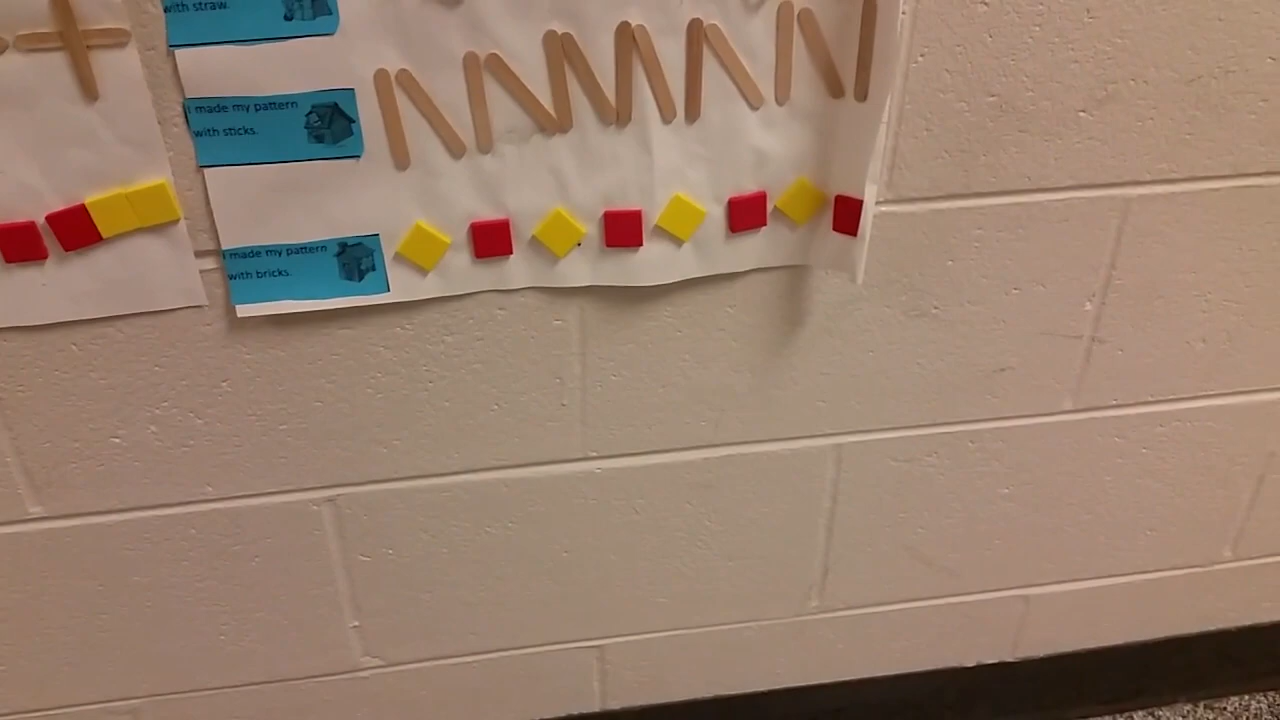 with straw.
I made my pattern
with sticks.
I made my pattern
with bricks.